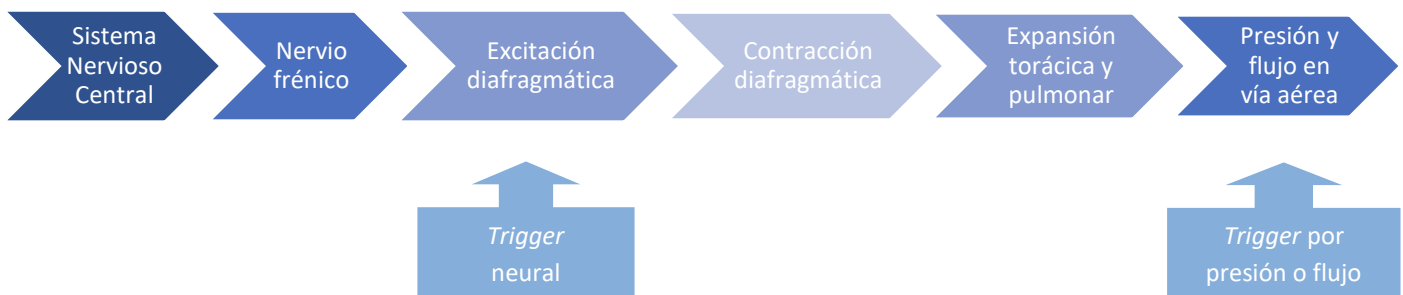 Sistema
Nervioso
Central
Nervio
frénico
Excitación
diafragmática
Contracción
diafragmática
Expansión
torácica y
pulmonar
Presión y
flujo en
vía aérea
Trigger
neural
Trigger por
presión o flujo